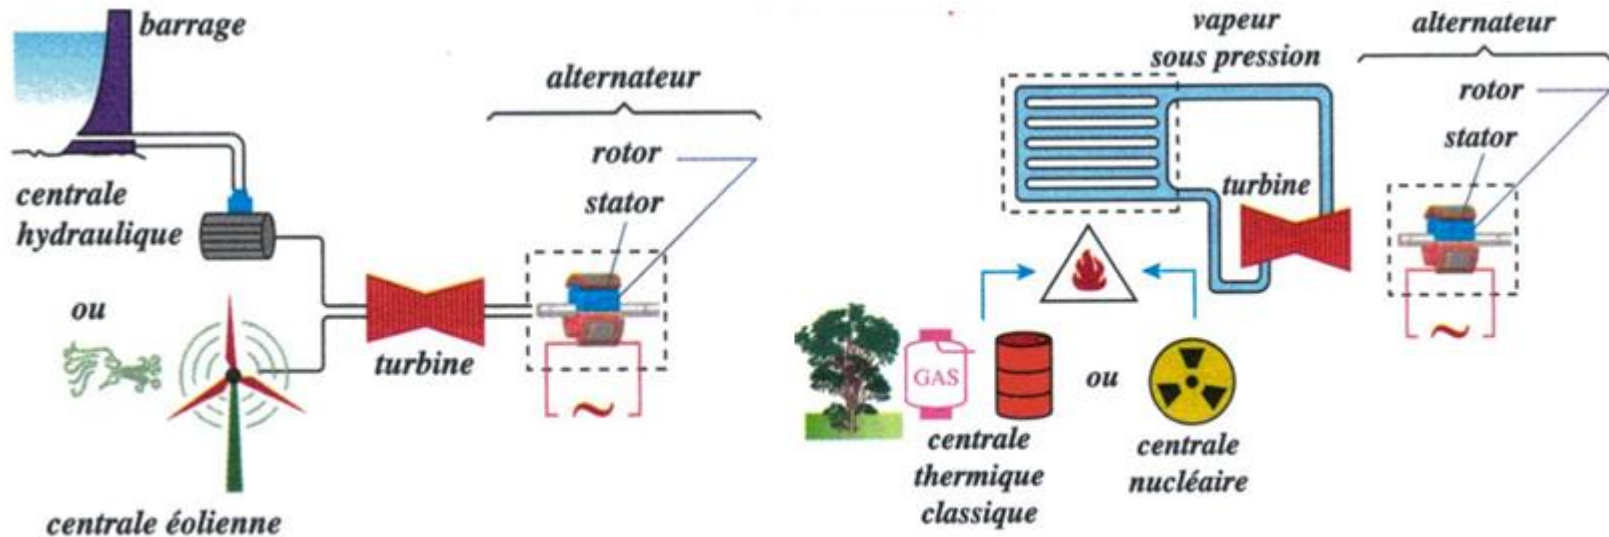 barrage
alternateur
rotor
stator
centrale
hydraulique
ou
turbine
centrale éolienne
vapeur
sous pression
alternateur
rotor
stator
turbine
GAS
ou
centrale
thermique
classique
centrale
nucléaire